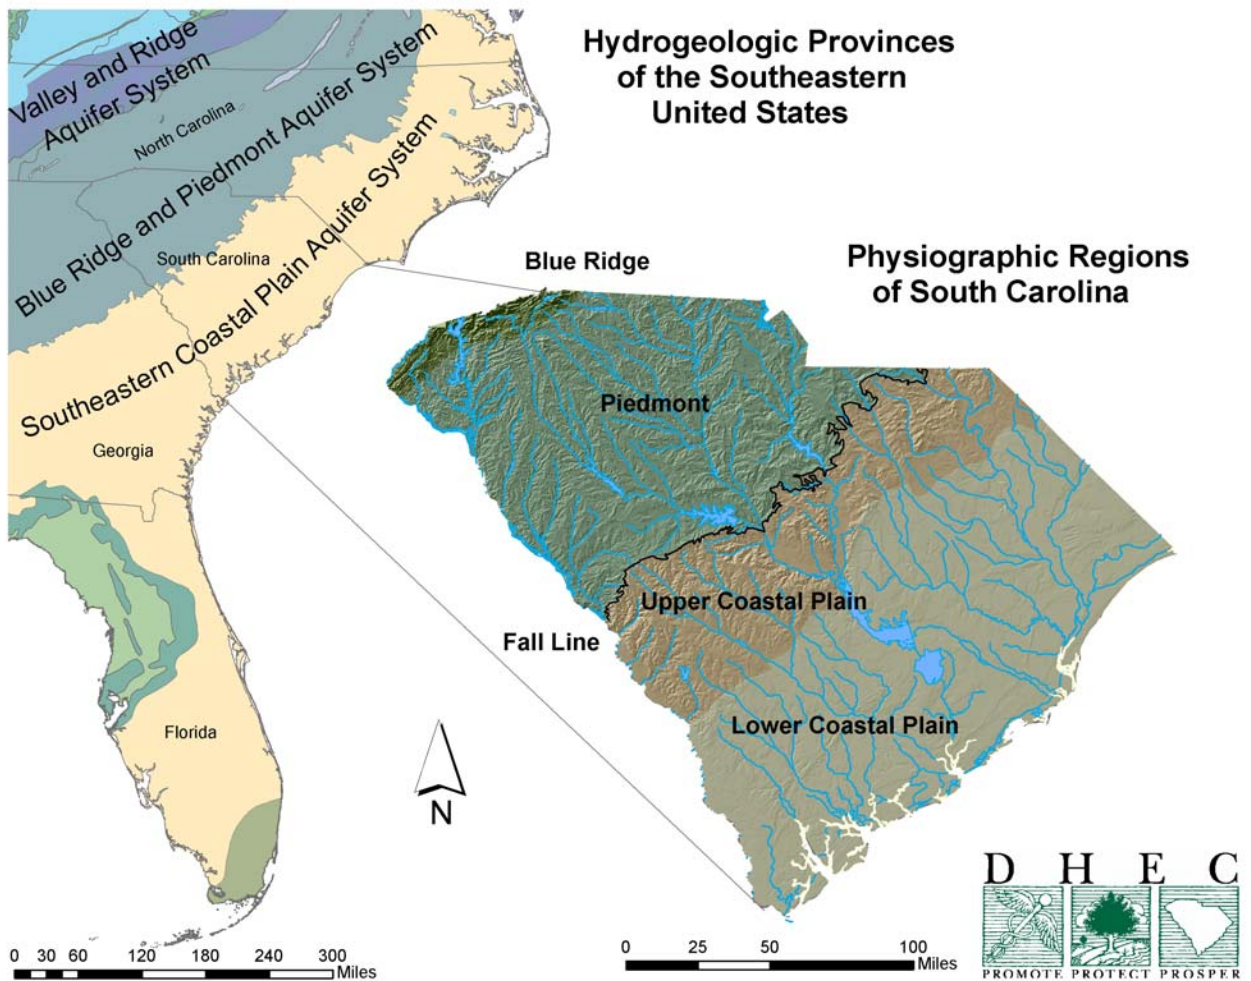 Hydrogeologic Provinces
of the Southeastern
United States
Valley and Ridge
Aquifer System
North Carolina
Blue Ridge and Piedmont Aquifer System
South Carolina
Southeastern Coastal Plain Aquifer System
Georgia
Florida
Physiographic Regions
of South Carolina
Blue Ridge
Piedmont
Upper Coastal Plain
Fall Line
Lower Coastal Plain
N
0 30 60 120 180 240 300
Miles
0 25 50 100
Miles
D H E C
PROMOTE PROTECT PROSPER